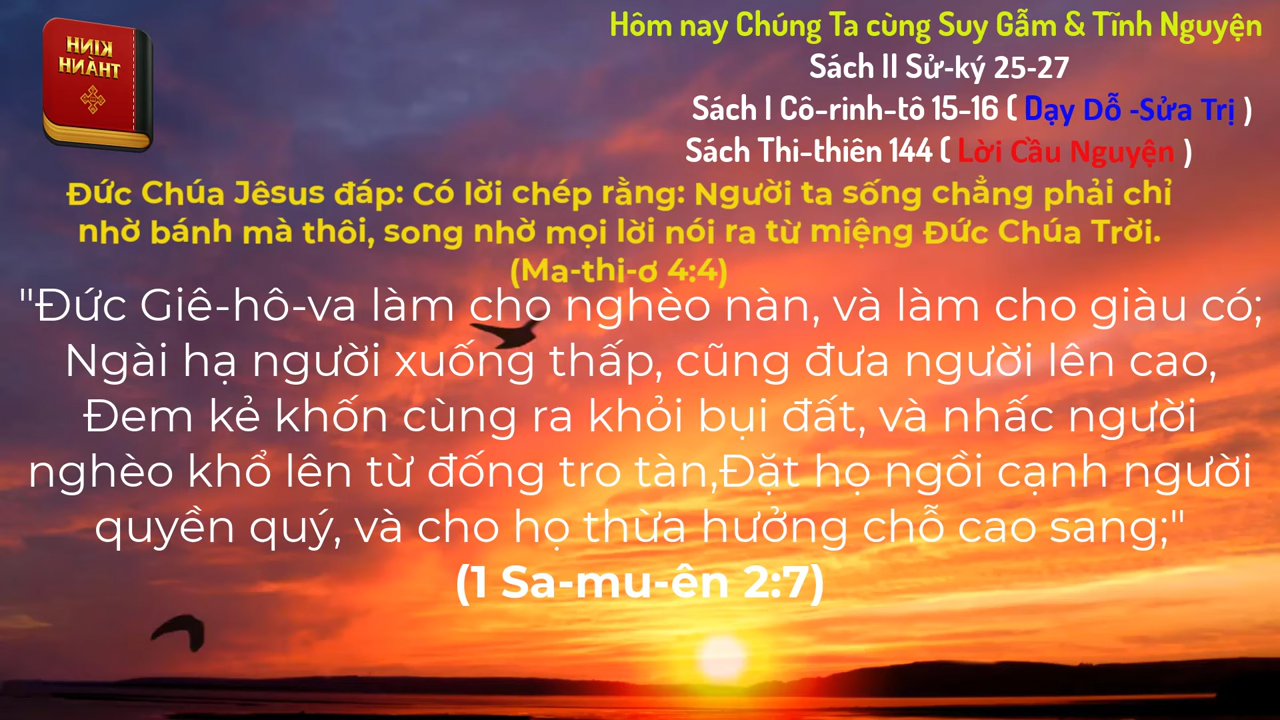 KINH
THÁNH
Hôm nay Chúng Ta cùng Suy Gẫm & Tĩnh Nguyện
Sách II Sử-ký 25-27
Sách I Cô-rinh-tô 15-16 ( Dạy Dỗ -Sửa Trị )
Sách Thi-thiên 144 ( Lời Cầu Nguyện )
Đức Chúa Jêsus đáp: Có lời chép rằng: Người ta sống chẳng phải chỉ
nhờ bánh mà thôi, song nhờ mọi lời nói ra từ miệng Đức Chúa Trời.
(Ma-thi-ơ 4:4)
"Đức Giê-hô-va làm cho nghèo nàn, và làm cho giàu có;
Ngài hạ người xuống thấp, cũng đưa người lên cao,
Đem kẻ khốn cùng ra khỏi bụi đất, và nhấc người
nghèo khổ lên từ đống tro tàn,Đặt họ ngồi cạnh người
quyền quý, và cho họ thừa hưởng chỗ cao sang;"
(1 Sa-mu-ên 2:7)